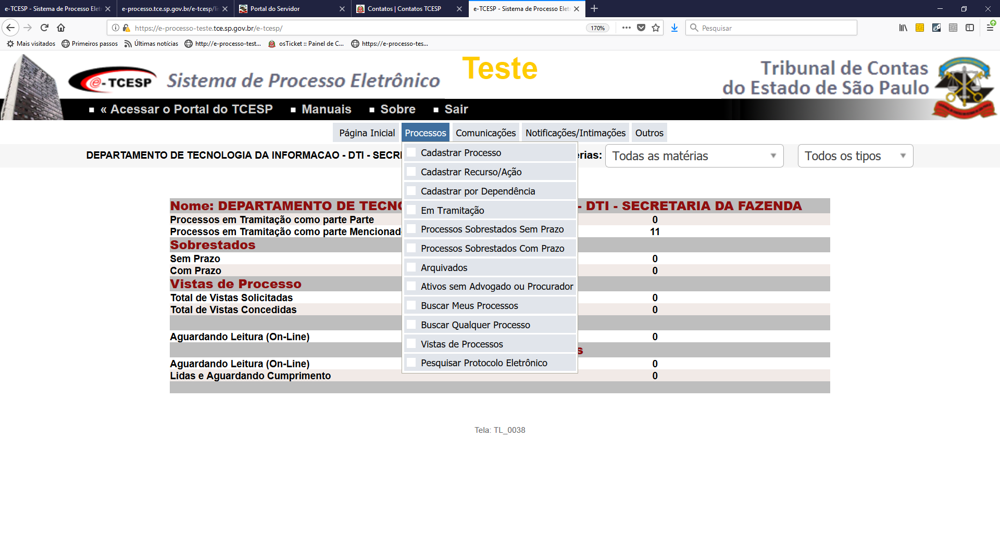 e-TCESP - Sistema de Processo Elet
e-processo.tce.sp.gov.br/e-tcesp/li
Portal do Servidor
Contatos | Contatos TCESP
e-TCESP - Sistema de Processo Elet
https://e-processo-teste.tce.sp.gov.br/e-tcesp/
170%
Pesquisar
Mais visitados
Primeiros passos
Últimas notícias
http://e-processo-test...
osTicket :: Painel de C...
https://e-processo-tes...
e-TCESP
Sistema de Processo Eletrônico
Teste
Tribunal de Contas
do Estado de São Paulo
« Acessar o Portal do TCESP
Manuais
Sobre
Sair
Página Inicial
Processos
Comunicações
Notificações/Intimações
Outros
DEPARTAMENTO DE TECNOLOGIA DA INFORMACAO - DTI - SECR
rias:
Todas as matérias
Todos os tipos
Cadastrar Processo
Cadastrar Recurso/Ação
Cadastrar por Dependência
Em Tramitação
Processos Sobrestados Sem Prazo
Processos Sobrestados Com Prazo
Arquivados
Ativos sem Advogado ou Procurador
Buscar Meus Processos
Buscar Qualquer Processo
Vistas de Processos
Pesquisar Protocolo Eletrônico
Nome: DEPARTAMENTO DE TECNO - DTI - SECRETARIA DA FAZENDA
Processos em Tramitação como parte Parte 0
Processos em Tramitação como parte Mencionad 11
Sobrestados
Sem Prazo 0
Com Prazo 0
Vistas de Processo
Total de Vistas Solicitadas 0
Total de Vistas Concedidas 0
Aguardando Leitura (On-Line) 0
s
Aguardando Leitura (On-Line) 0
Lidas e Aguardando Cumprimento 0
Tela: TL_0038